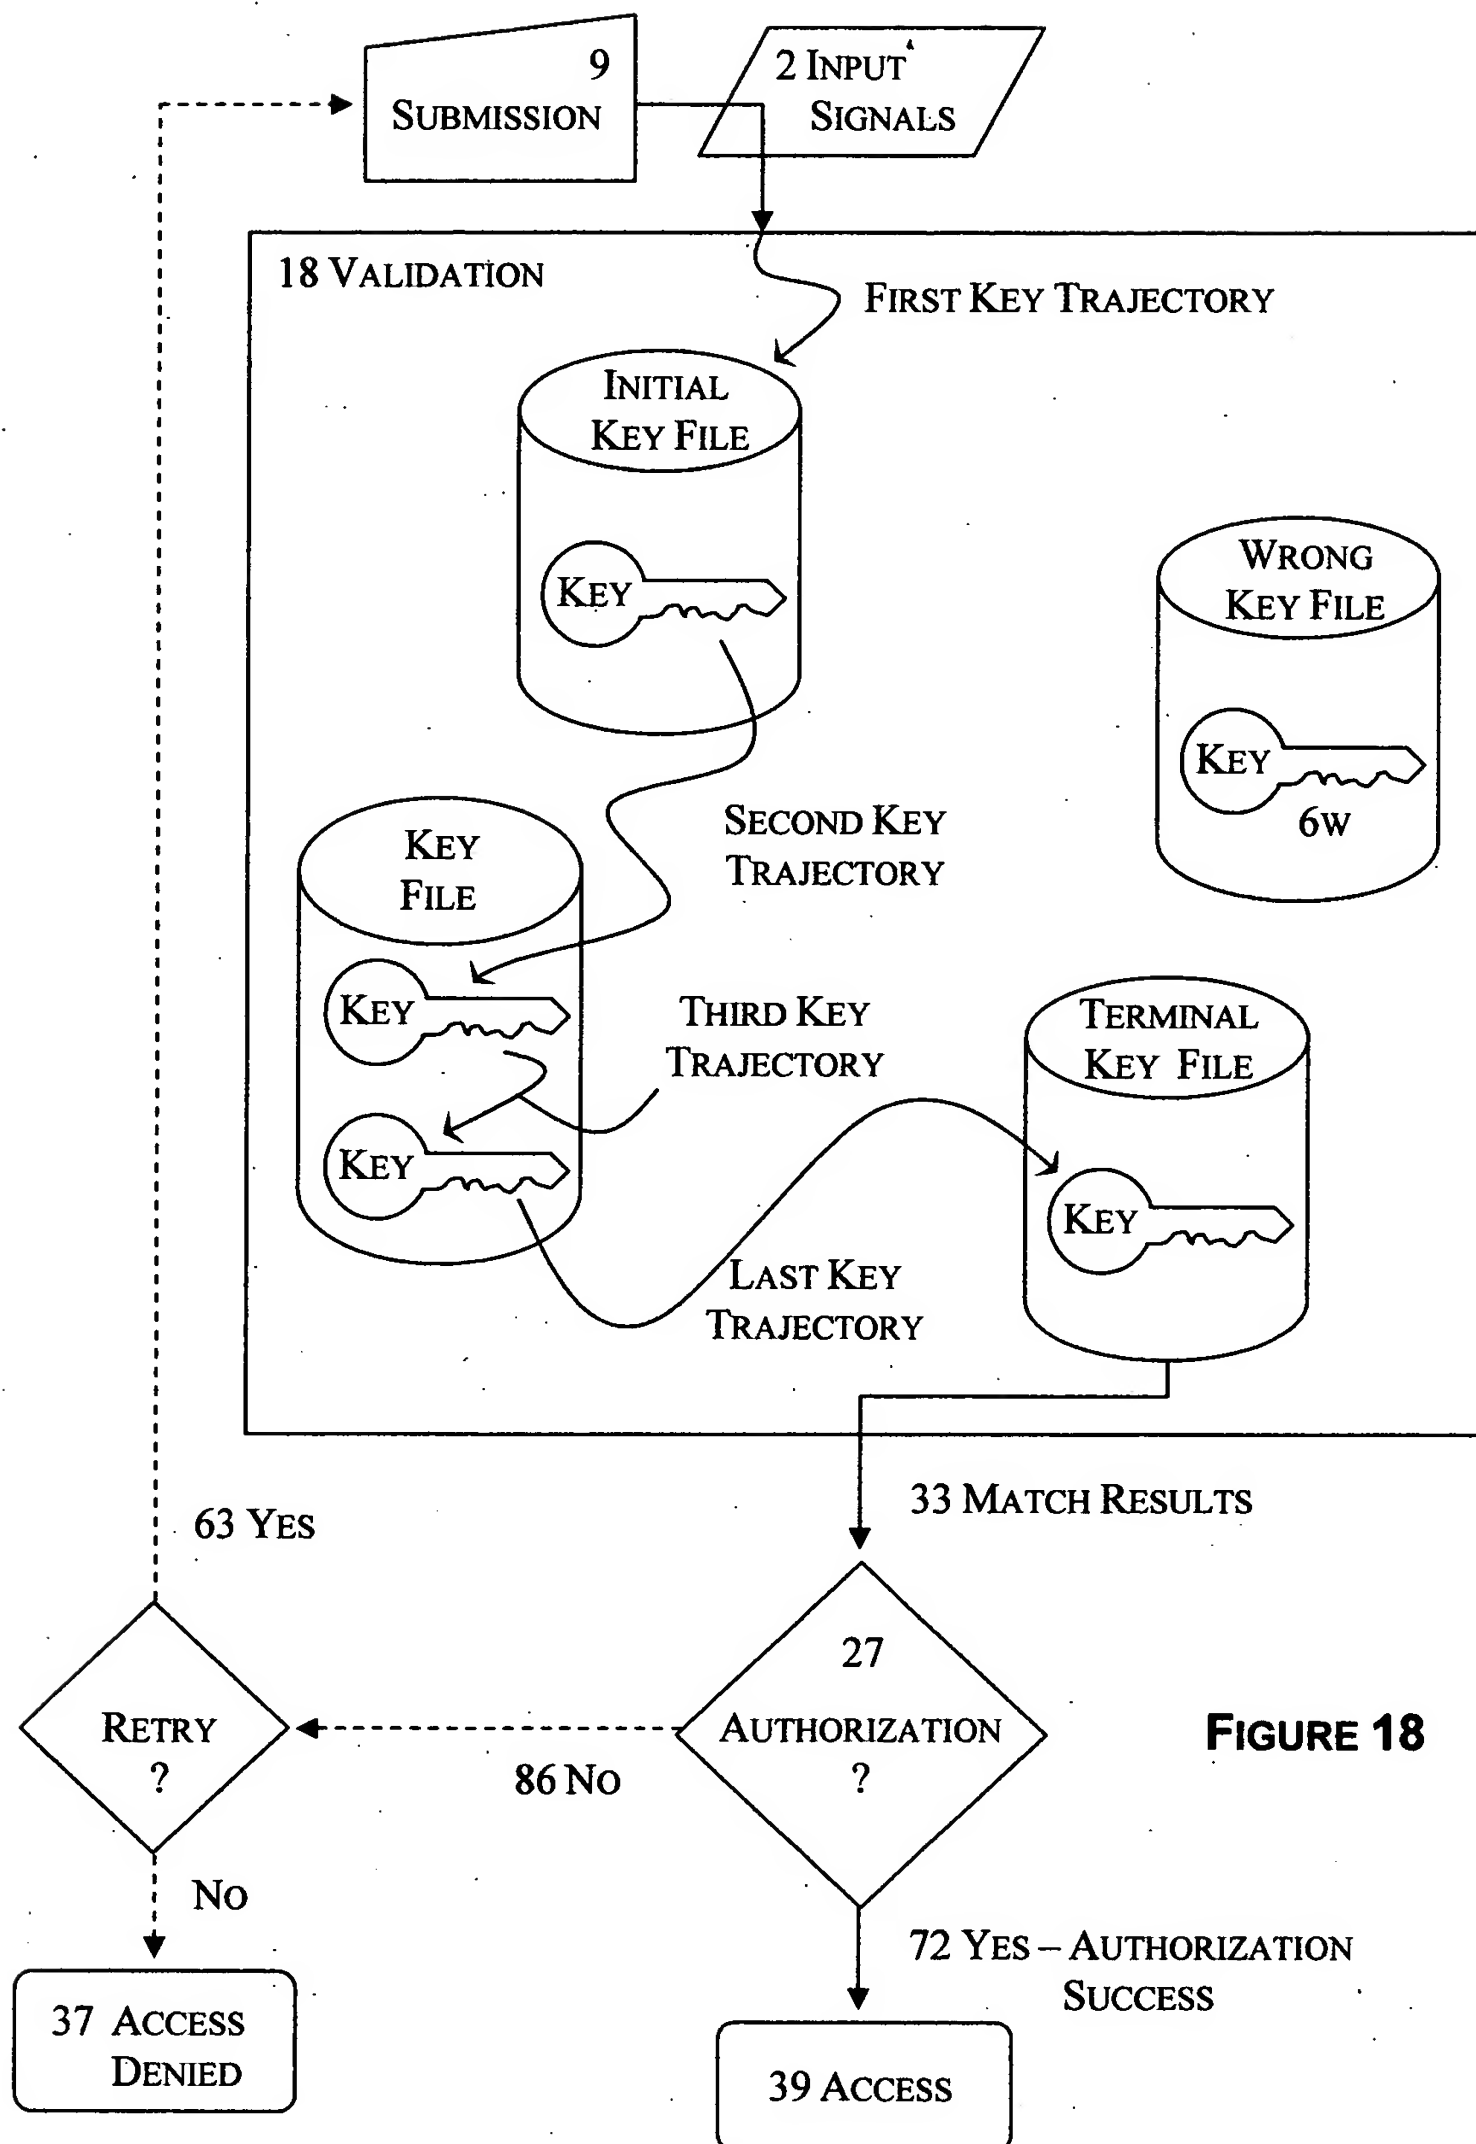 9
SUBMISSION
2 INPUT
SIGNALS
18 VALIDATION
FIRST KEY TRAJECTORY
INITIAL
KEY FILE
KEY
WRONG
KEY FILE
KEY
6W
SECOND KEY
TRAJECTORY
KEY
FILE
KEY
THIRD KEY
TRAJECTORY
KEY
TERMINAL
KEY FILE
KEY
LAST KEY
TRAJECTORY
33 MATCH RESULTS
63 YES
27
AUTHORIZATION
?
RETRY
?
86 NO
FIGURE 18
NO
72 YES – AUTHORIZATION
SUCCESS
37 ACCESS
DENIED
39 ACCESS